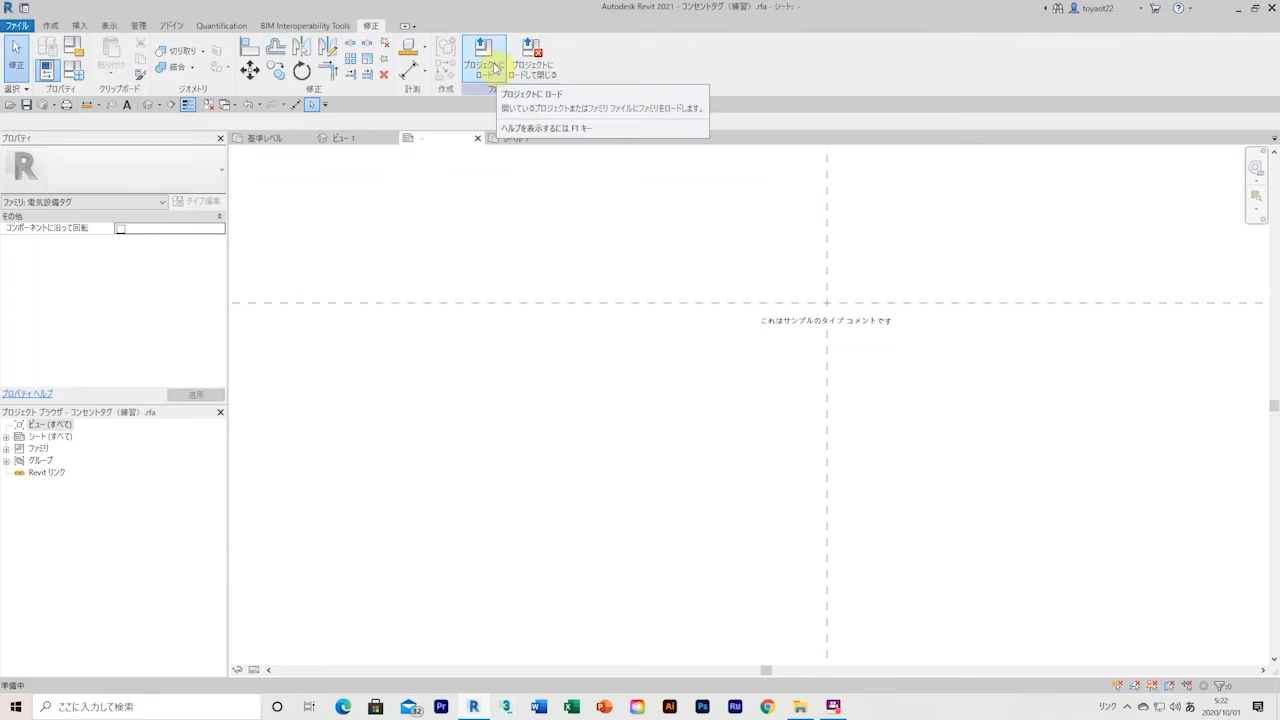 Autodesk Revit 2021 - コンセントタグ（練習）.rfa - シート: -
toyaot22
ファイル 作成 挿入 表示 管理 アドイン Quantification BIM Interoperability Tools 修正
修正
貼り付け
切り取り
結合
プロジェクトに
ロード
プロジェクトに
ロードして閉じる
選択 プロパティ クリップボード ジオメトリ 修正 計測 作成
プロジェクトに ロード
開いているプロジェクトまたはファミリ ファイルにファミリをロードします。
ヘルプを表示するには F1 キー
プロパティ
基準レベル
ビュー 1
-
R
ファミリ: 電気設備タグ
タイプ編集
その他
コンポーネントに沿って回転
これはサンプルのタイプ コメントです
プロパティ ヘルプ
適用
プロジェクト ブラウザ - コンセントタグ（練習）.rfa
ビュー (すべて)
シート (すべて)
ファミリ
グループ
Revit リンク
準備中
:0
ここに入力して検索
32
リンク
5:22
2020/10/01